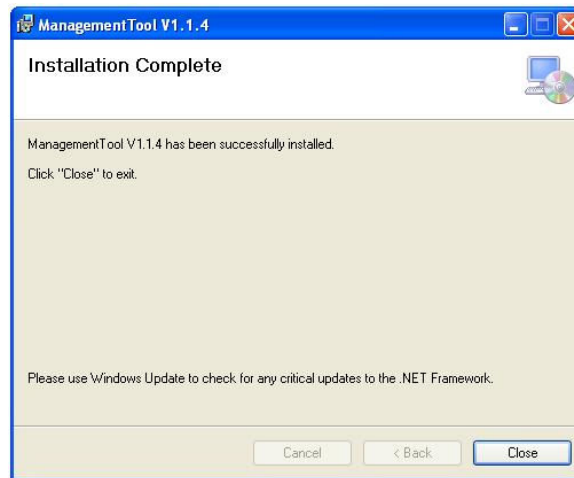 ManagementTool V1.1.4
Installation Complete
ManagementTool V1.1.4 has been successfully installed.
Click "Close" to exit.
Please use Windows Update to check for any critical updates to the .NET Framework.
Cancel
< Back
Close